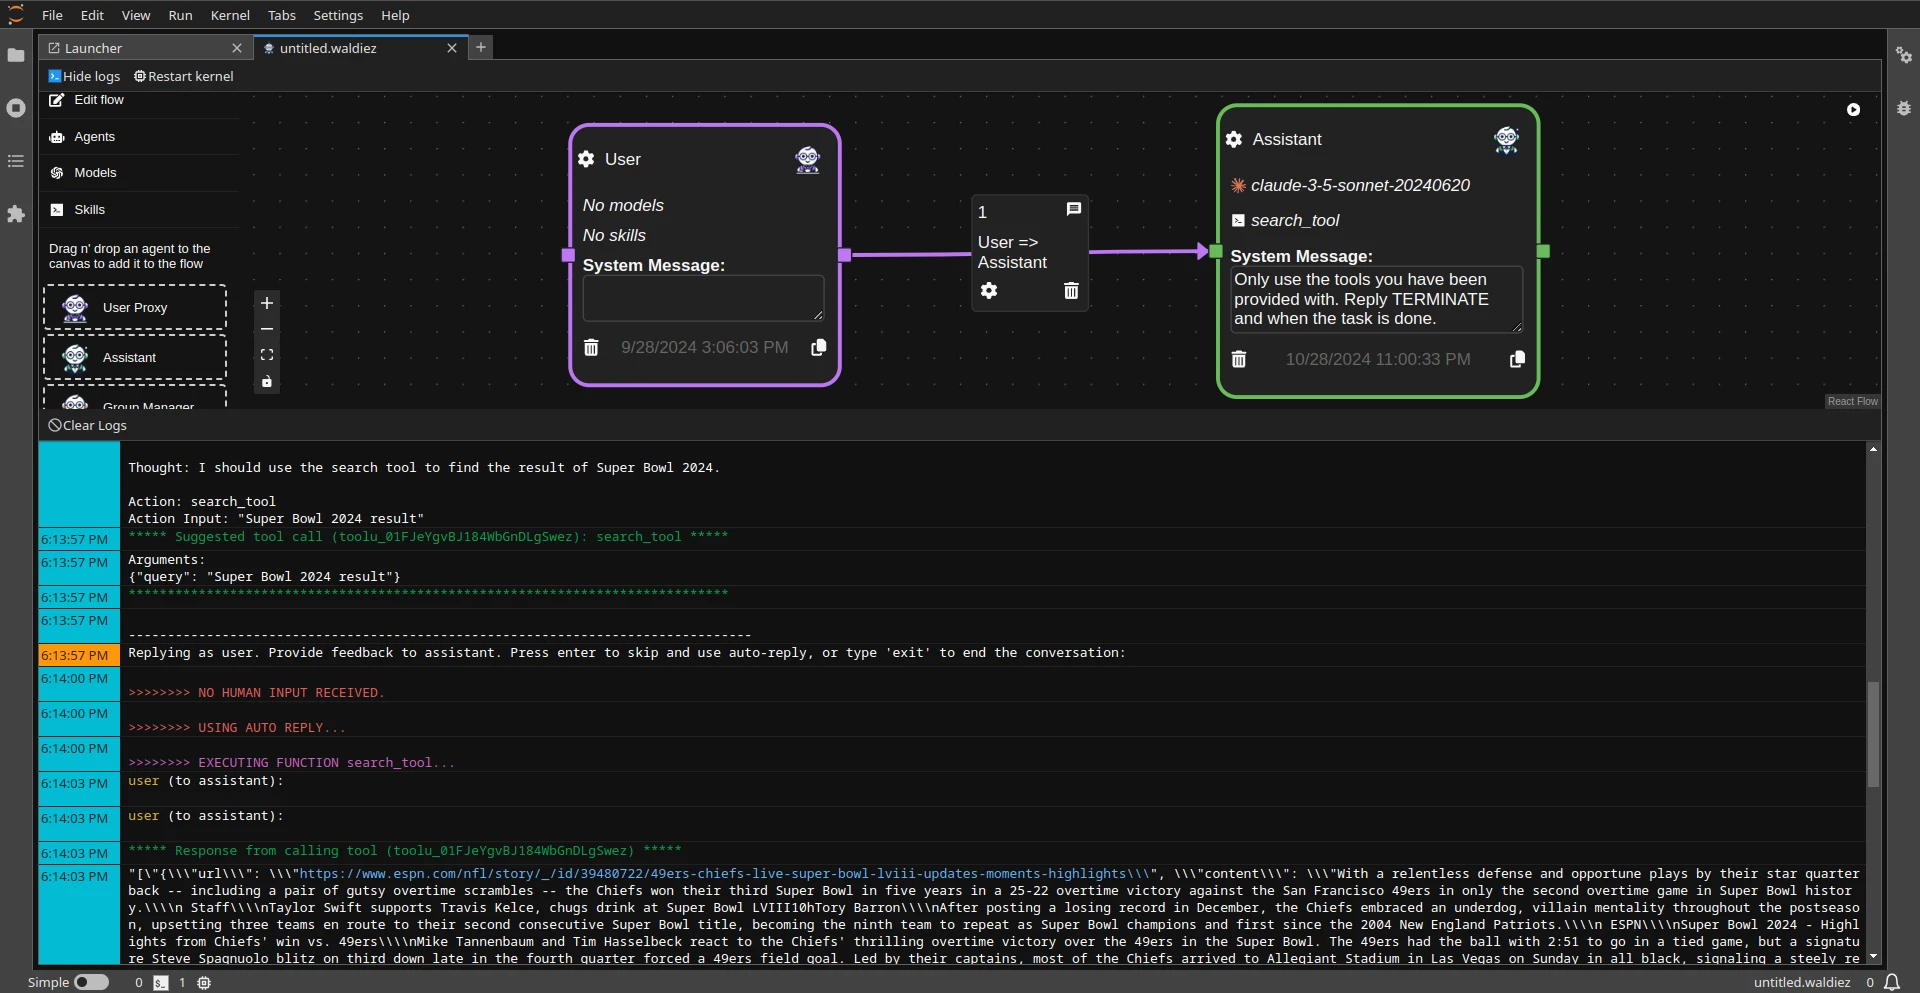 File Edit View Run Kernel Tabs Settings Help
Launcher
untitled.waldiez
Hide logs Restart kernel
Edit flow
Agents
Models
Skills
Drag n' drop an agent to the
canvas to add it to the flow
User Proxy
Assistant
Group Manager
User
No models
No skills
System Message:
9/28/2024 3:06:03 PM
1
User =>
Assistant
Assistant
claude-3-5-sonnet-20240620
search_tool
System Message:
Only use the tools you have been
provided with. Reply TERMINATE
and when the task is done.
10/28/2024 11:00:33 PM
React Flow
Clear Logs
Thought: I should use the search tool to find the result of Super Bowl 2024.
Action: search_tool
Action Input: "Super Bowl 2024 result"
6:13:57 PM ***** Suggested tool call (toolu_01FJeYgvBJ184WbGnDLgSwez): search_tool *****
6:13:57 PM Arguments:
{"query": "Super Bowl 2024 result"}
6:13:57 PM *****************************************************************************
6:13:57 PM
--------------------------------------------------------------------------------
6:13:57 PM Replying as user. Provide feedback to assistant. Press enter to skip and use auto-reply, or type 'exit' to end the conversation:
6:14:00 PM
>>>>>>>> NO HUMAN INPUT RECEIVED.
6:14:00 PM
>>>>>>>> USING AUTO REPLY...
6:14:00 PM
>>>>>>>> EXECUTING FUNCTION search_tool...
6:14:03 PM user (to assistant):
6:14:03 PM user (to assistant):
6:14:03 PM ***** Response from calling tool (toolu_01FJeYgvBJ184WbGnDLgSwez) *****
6:14:03 PM "[\"{\\\"url\\\": \\\"https://www.espn.com/nfl/story/_/id/39480722/49ers-chiefs-live-super-bowl-lviii-updates-moments-highlights\\\", \\\"content\\\": \\\"With a relentless defense and opportune plays by their star quarter
back -- including a pair of gutsy overtime scrambles -- the Chiefs won their third Super Bowl in five years in a 25-22 overtime victory against the San Francisco 49ers in only the second overtime game in Super Bowl histor
y.\\\\n Staff\\\\nTaylor Swift supports Travis Kelce, chugs drink at Super Bowl LVIII10hTory Barron\\\\nAfter posting a losing record in December, the Chiefs embraced an underdog, villain mentality throughout the postseaso
n, upsetting three teams en route to their second consecutive Super Bowl title, becoming the ninth team to repeat as Super Bowl champions and first since the 2004 New England Patriots.\\\\n ESPN\\\\nSuper Bowl 2024 - Highl
ights from Chiefs' win vs. 49ers\\\\nMike Tannenbaum and Tim Hasselbeck react to the Chiefs' thrilling overtime victory over the 49ers in the Super Bowl. The 49ers had the ball with 2:51 to go in a tied game, but a signatu
re Steve Spagnuolo blitz on third down late in the fourth quarter forced a 49ers field goal. Led by their captains, most of the Chiefs arrived to Allegiant Stadium in Las Vegas on Sunday in all black, signaling a steely re
Simple 0 1 untitled.waldiez 0